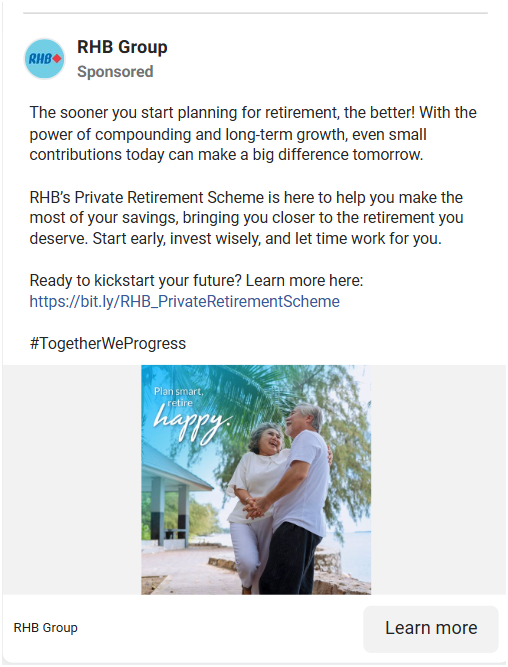 RHB Group
RHB
Sponsored
The sooner you start planning for retirement, the better! With the
power of compounding and long-term growth, even small
contributions today can make a big difference tomorrow.
RHB’s Private Retirement Scheme is here to help you make the
most of your savings, bringing you closer to the retirement you
deserve. Start early, invest wisely, and let time work for you.
Ready to kickstart your future? Learn more here:
https://bit.ly/RHB_PrivateRetirementScheme
#TogetherWeProgress
Plan smart,
retire
happy.
RHB Group
Learn more